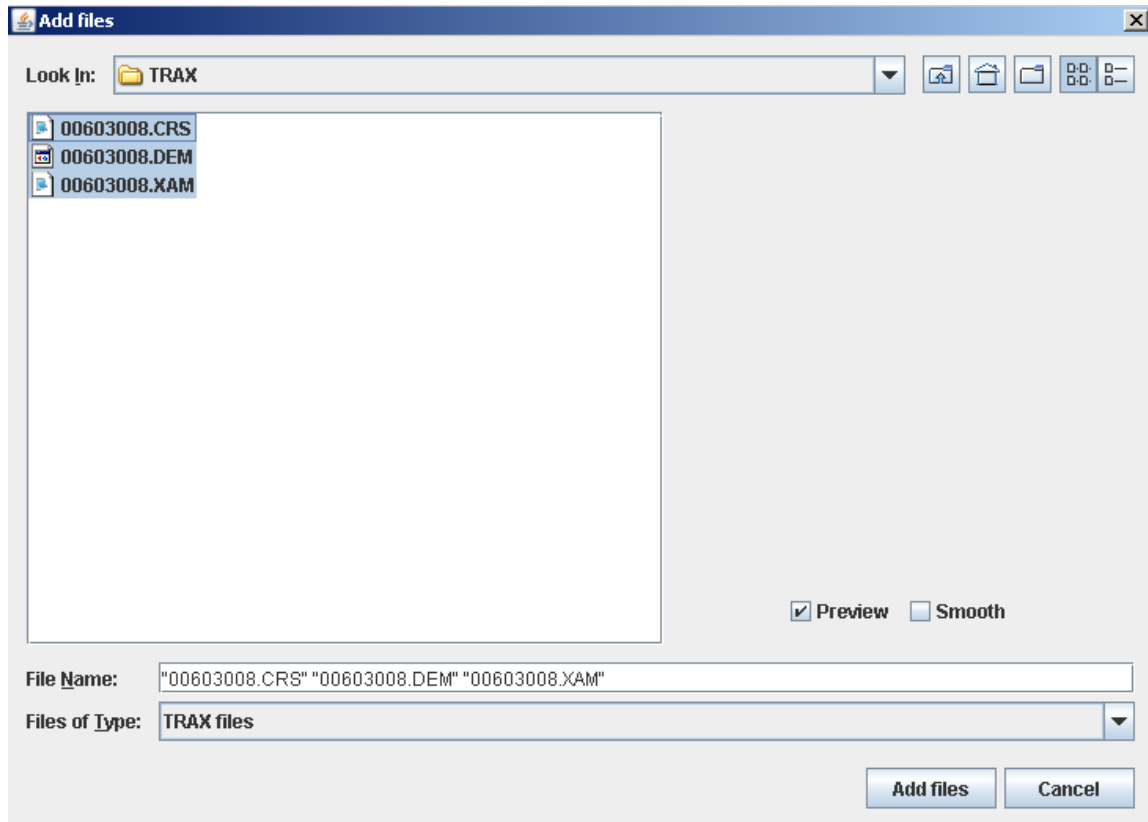 Add files
Look In: TRAX
00603008.CRS
00603008.DEM
00603008.XAM
Preview Smooth
File Name: "00603008.CRS" "00603008.DEM" "00603008.XAM"
Files of Type: TRAX files
Add files Cancel